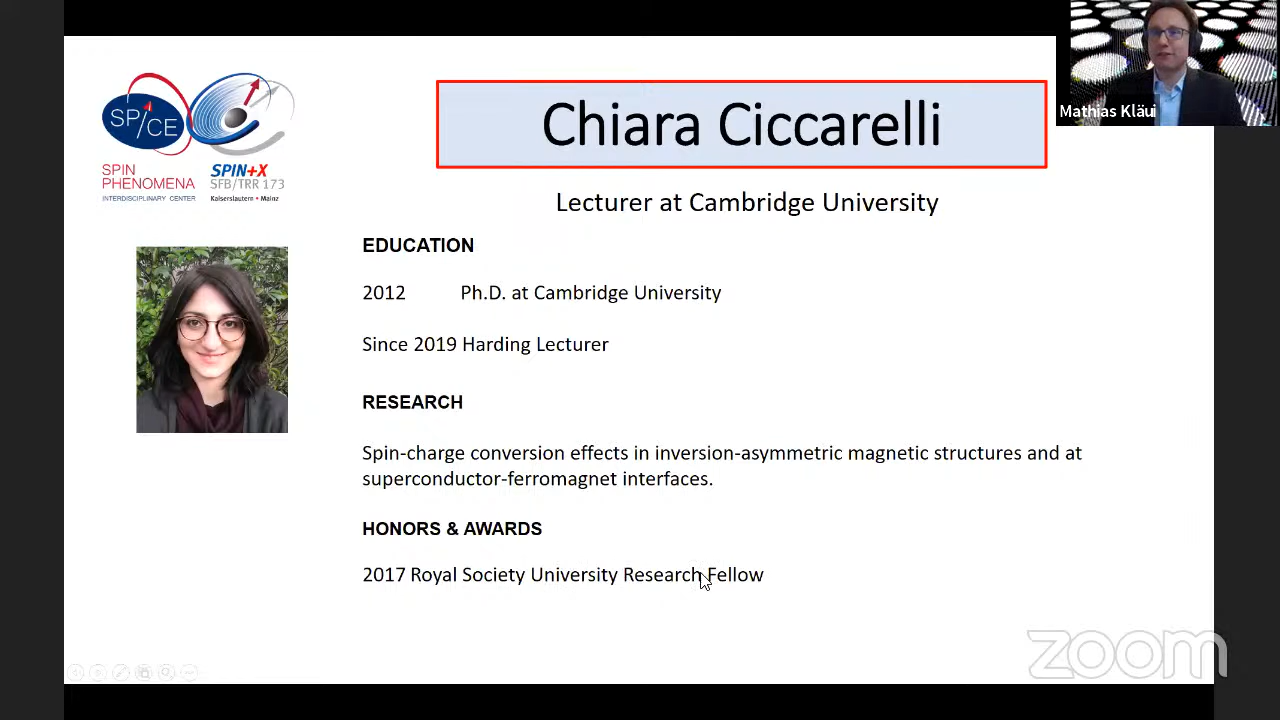 SPICE
SPIN
PHENOMENA
INTERDISCIPLINARY CENTER
SPIN+X
SFB/TRR 173
Kaiserslautern • Mainz
Chiara Ciccarelli
Mathias Kläui
Lecturer at Cambridge University
EDUCATION
2012 Ph.D. at Cambridge University
Since 2019 Harding Lecturer
RESEARCH
Spin-charge conversion effects in inversion-asymmetric magnetic structures and at
superconductor-ferromagnet interfaces.
HONORS & AWARDS
2017 Royal Society University Research Fellow
zoom